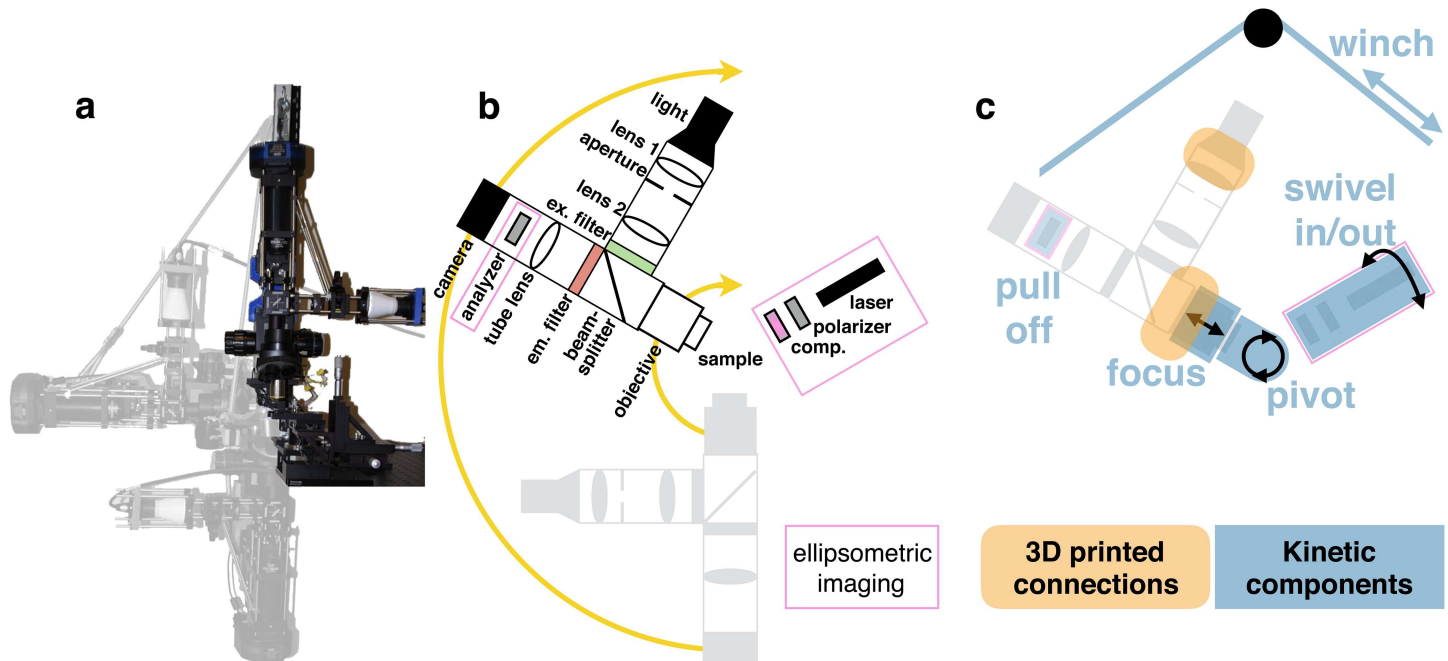 a
b
light
lens 1
aperture
lens 2
ex. filter
camera
analyzer
tube lens
em. filter
beam-
splitter
objective
sample
laser
polarizer
comp.
ellipsometric
imaging
c
winch
swivel
in/out
pull
off
focus
pivot
3D printed
connections
Kinetic
components